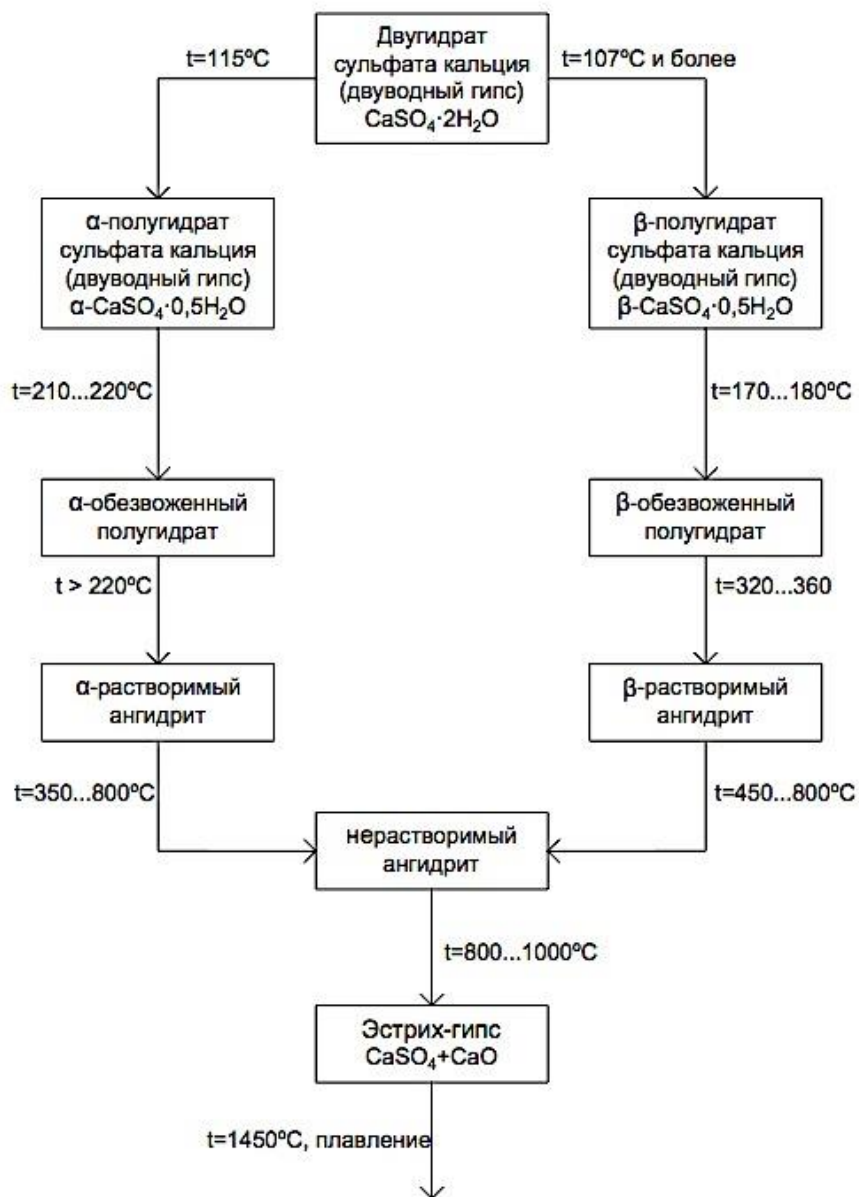 Двугидрат
сульфата кальция
(двуводный гипс)
CaSO₄·2H₂O
t=115ºC
t=107ºC и более
α-полугидрат
сульфата кальция
(двуводный гипс)
α-CaSO₄·0,5H₂O
β-полугидрат
сульфата кальция
(двуводный гипс)
β-CaSO₄·0,5H₂O
t=210...220ºC
t=170...180ºC
α-обезвоженный
полугидрат
β-обезвоженный
полугидрат
t > 220ºC
t=320...360
α-растворимый
ангидрит
β-растворимый
ангидрит
t=350...800ºC
t=450...800ºC
нерастворимый
ангидрит
t=800...1000ºC
Эстрих-гипс
CaSO₄+CaO
t=1450ºC, плавление